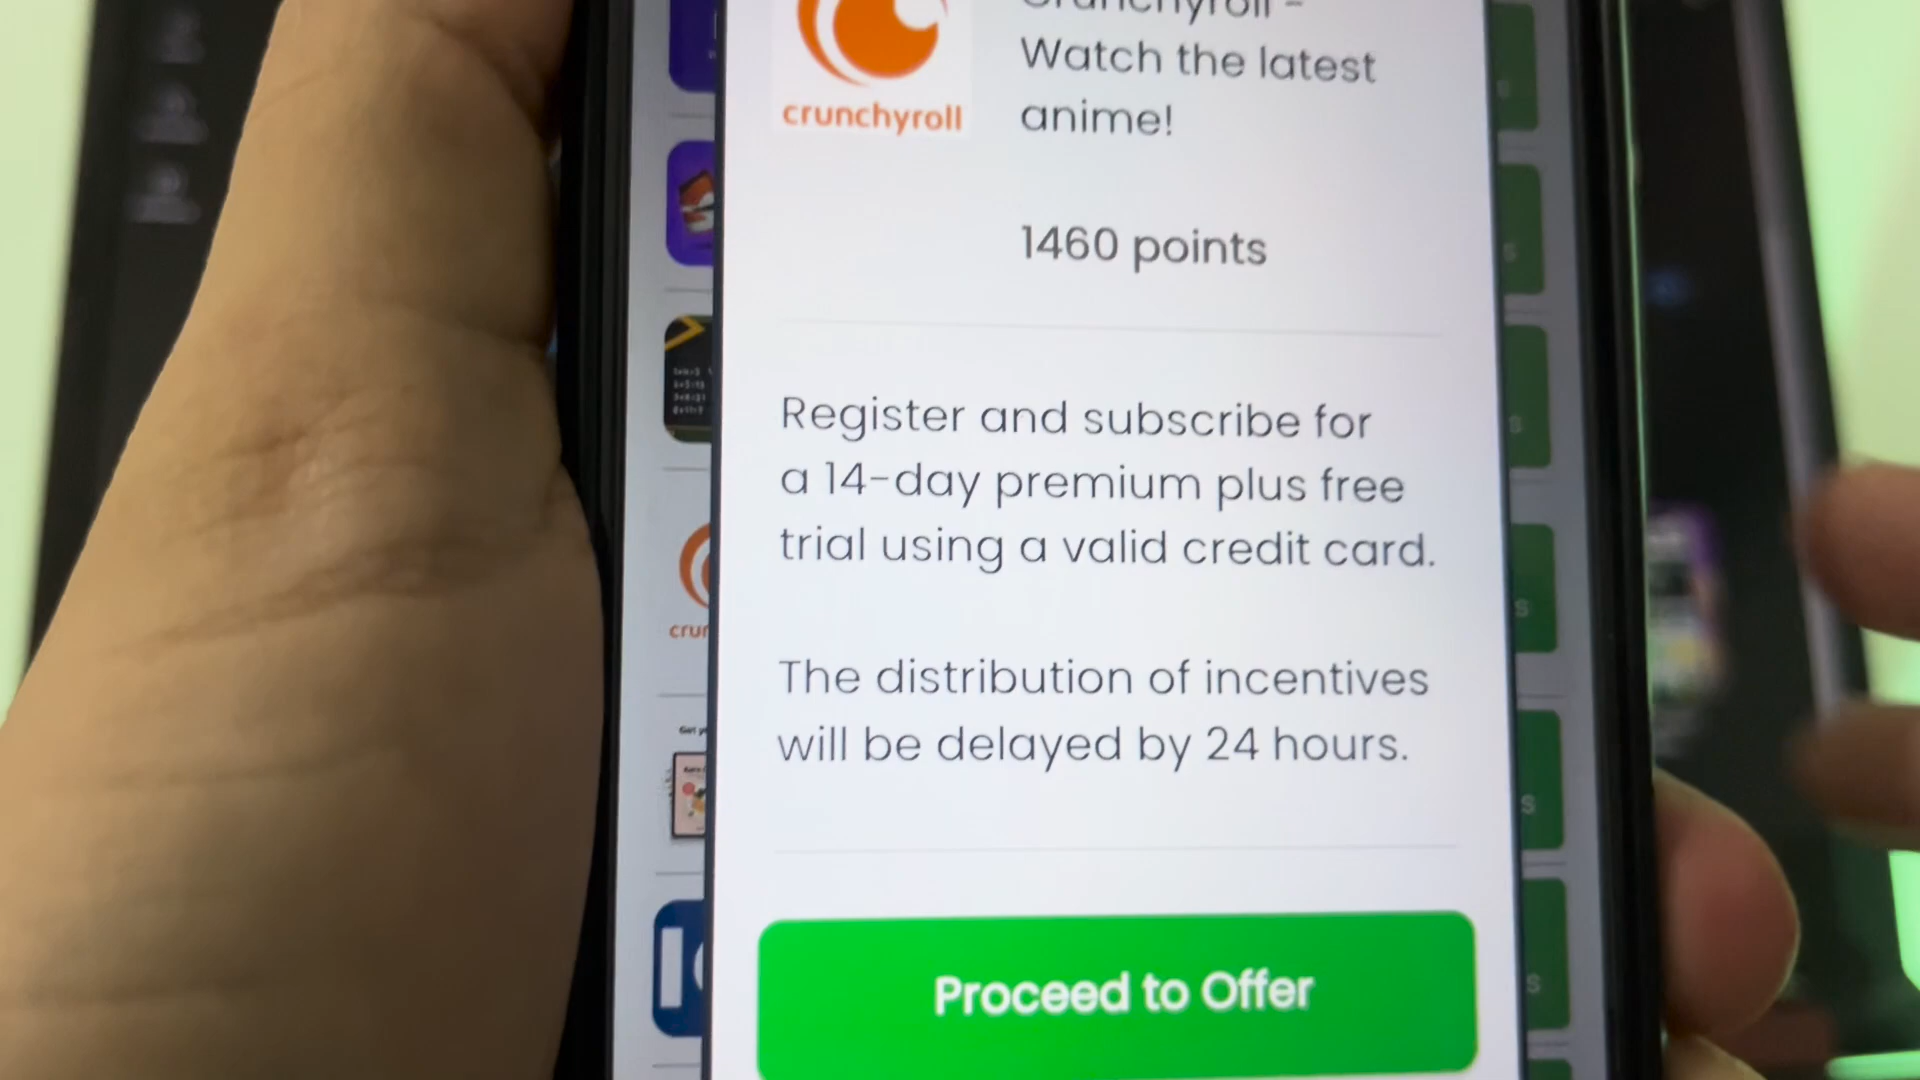 crunchyroll
Crunchyroll -
Watch the latest
anime!
1460 points
Register and subscribe for
a 14-day premium plus free
trial using a valid credit card.
The distribution of incentives
will be delayed by 24 hours.
Proceed to Offer